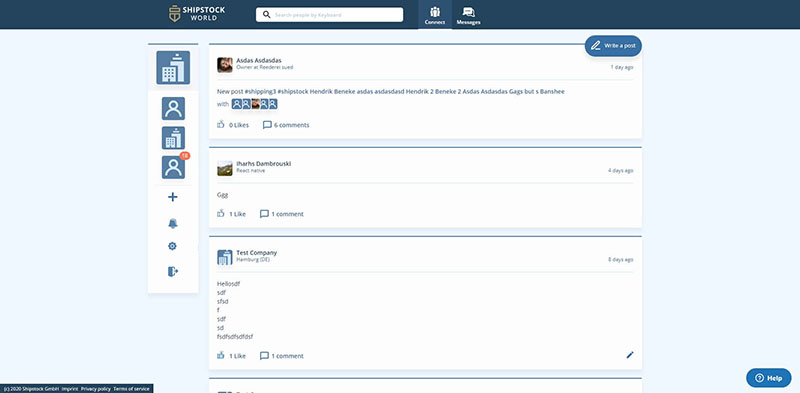 SHIPSTOCK
WORLD
Search people by Keyboard
Connect
Messages
Write a post
Asdas Asdasdas
Owner at Reederei sued
1 day ago
New post #shipping3 #shipstock Hendrik Beneke asdas asdasdasd Hendrik 2 Beneke 2 Asdas Asdasdas Gags but s Banshee
with
0 Likes
6 comments
18
Iharhs Dambrouski
React native
4 days ago
Ggg
1 Like
1 comment
Test Company
Hamburg [DE]
8 days ago
Hellosdf
sdf
sfsd
f
sdf
sd
fsdfsdfsdfdsf
1 Like
1 comment
(c) 2020 Shipstock GmbH Imprint Privacy policy Terms of service
Help